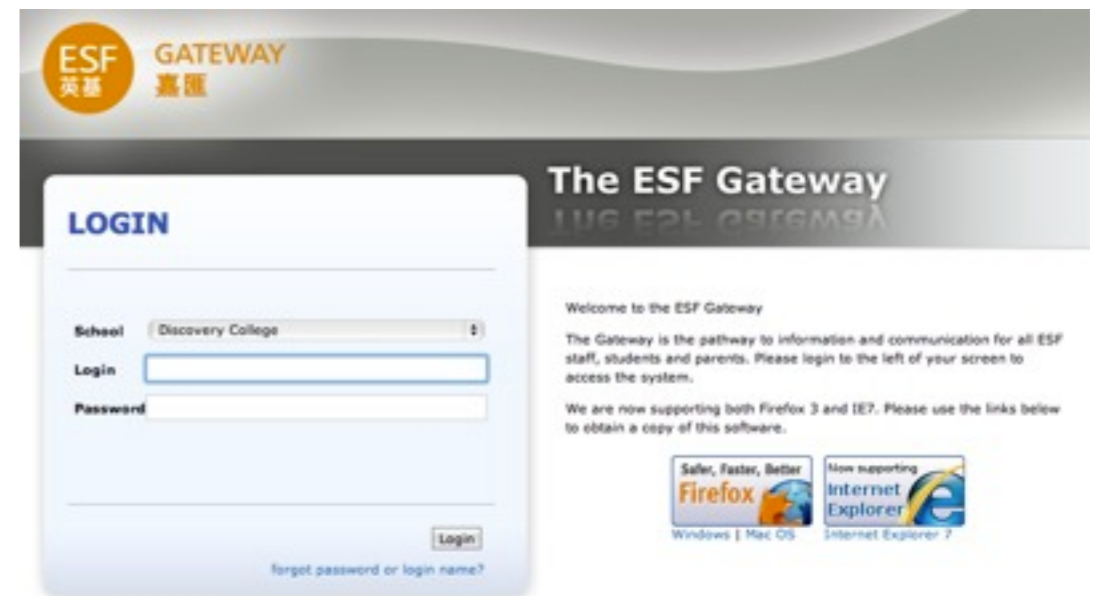 ESF
英基
GATEWAY
嘉匯
The ESF Gateway
LOGIN
School Discovery College
Login
Password
Login
forgot password or login name?
Welcome to the ESF Gateway
The Gateway is the pathway to information and communication for all ESF
staff, students and parents. Please login to the left of your screen to
access the system.
We are now supporting both Firefox 3 and IE7. Please use the links below
to obtain a copy of this software.
Safer, Faster, Better
Firefox
Windows | Mac OS
Now supporting
Internet
Explorer
Internet Explorer 7